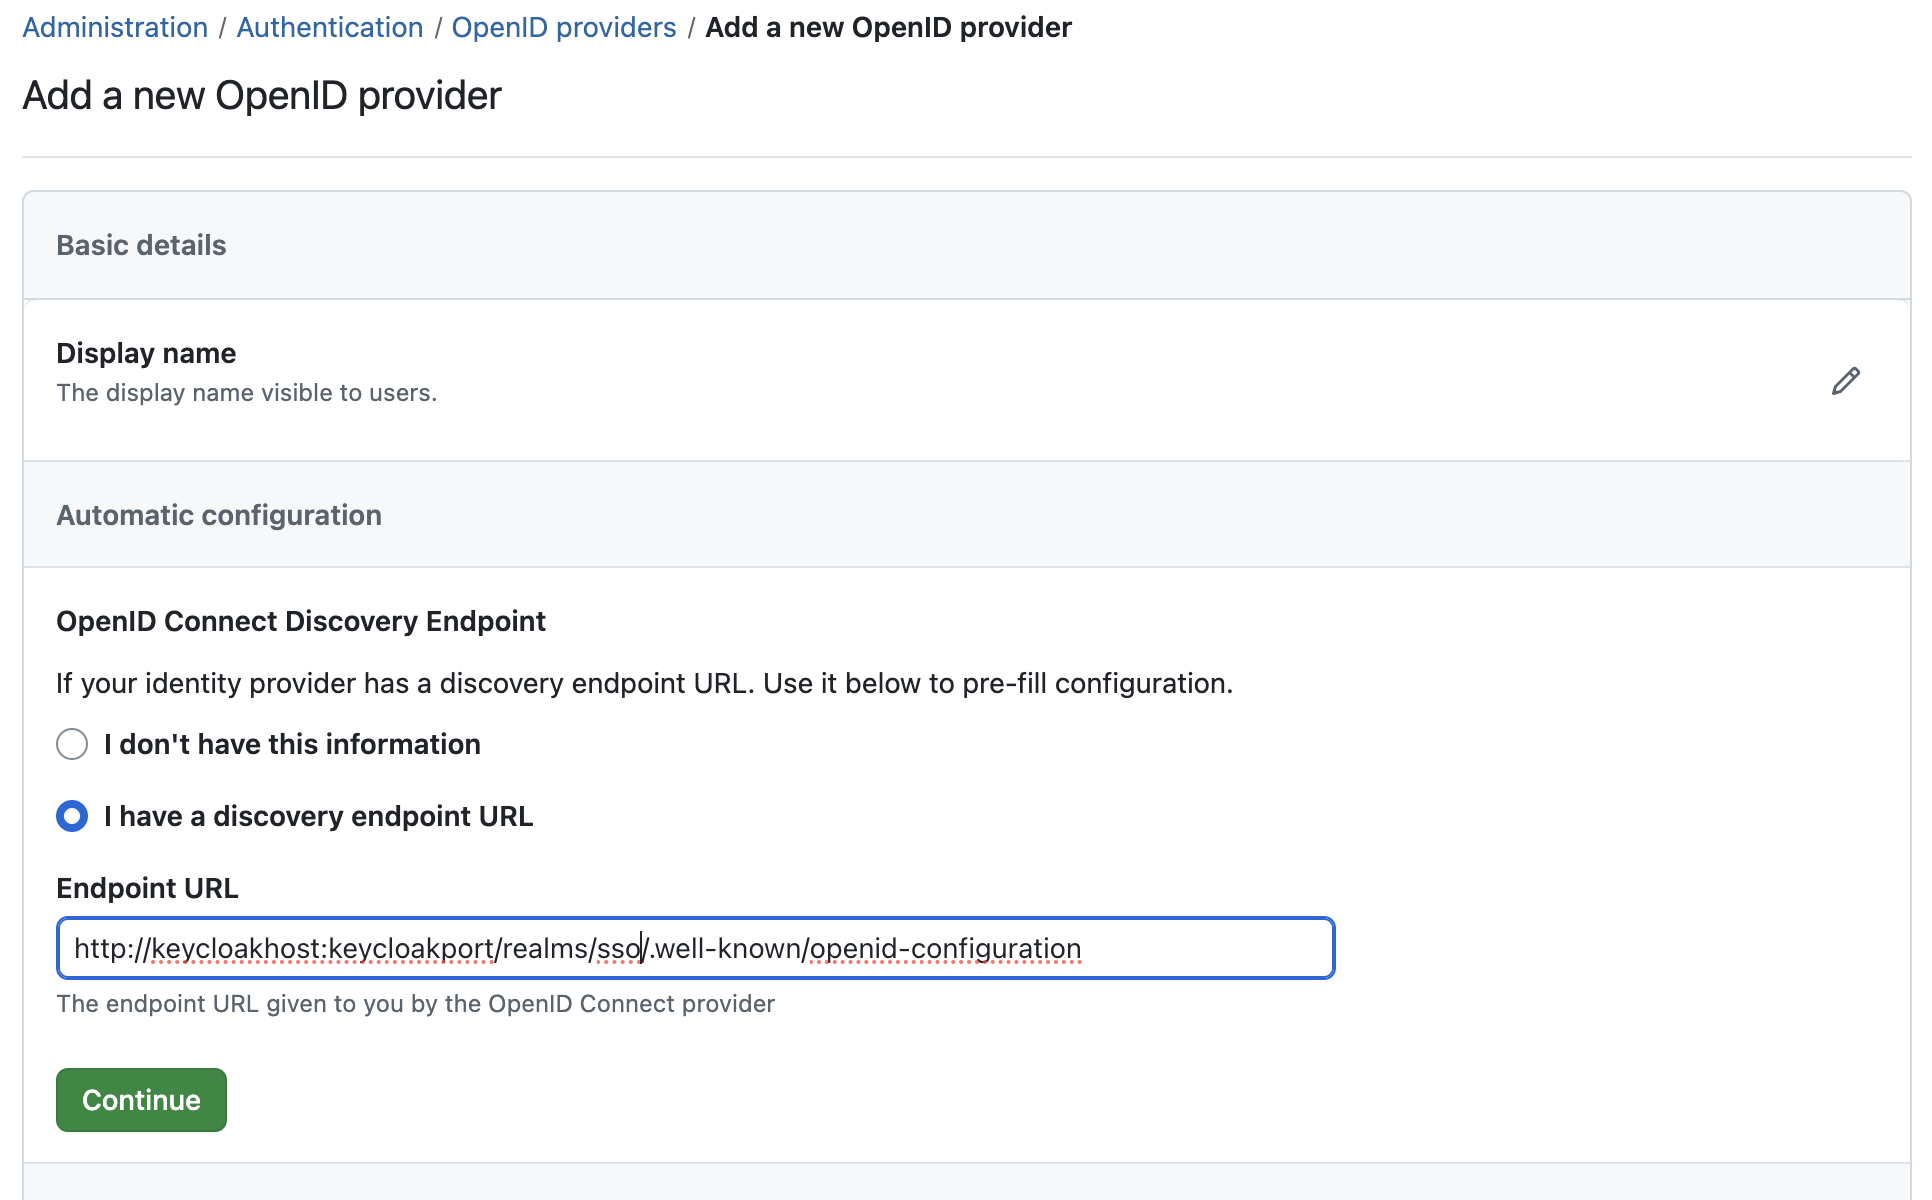 Administration / Authentication / OpenID providers / Add a new OpenID provider
Add a new OpenID provider
Basic details
Display name
The display name visible to users.
Automatic configuration
OpenID Connect Discovery Endpoint
If your identity provider has a discovery endpoint URL. Use it below to pre-fill configuration.
I don't have this information
I have a discovery endpoint URL
Endpoint URL
http://keycloakhost:keycloakport/realms/sso/.well-known/openid-configuration
The endpoint URL given to you by the OpenID Connect provider
Continue